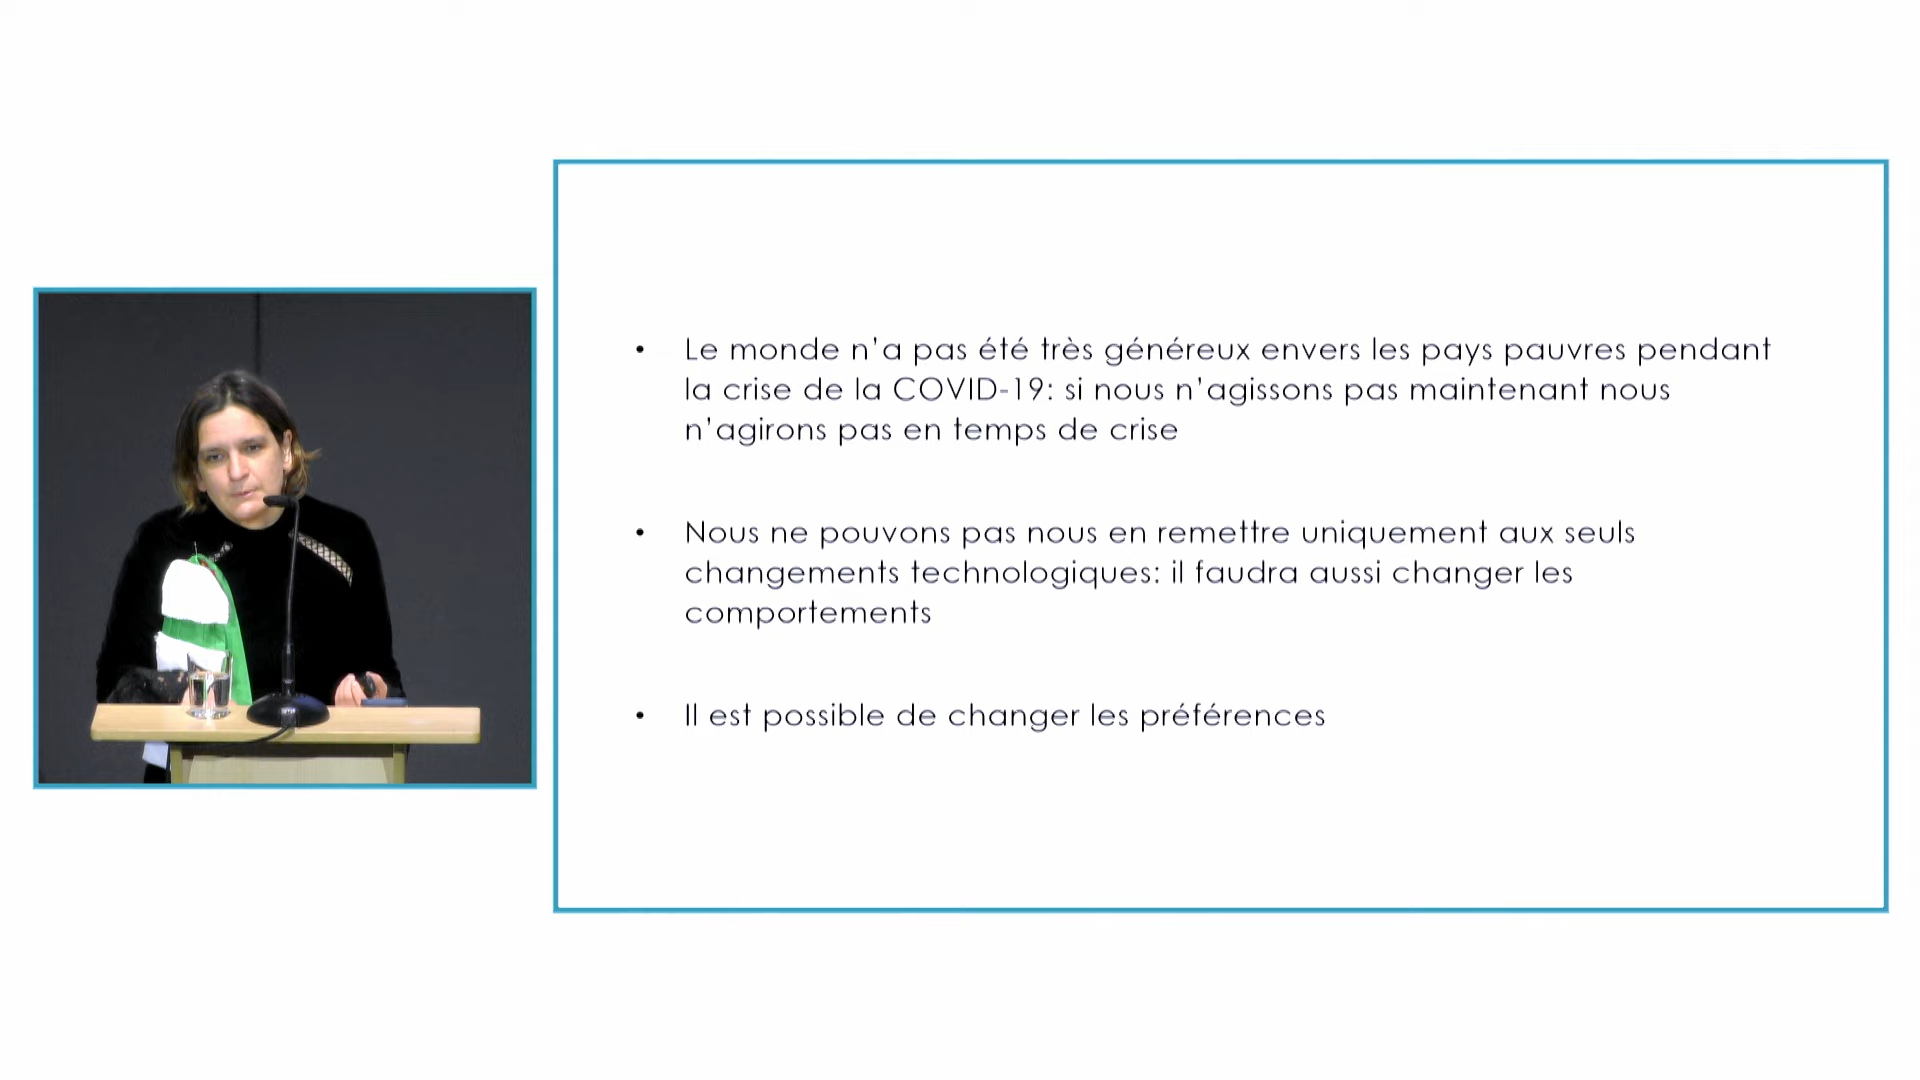 • Le monde n’a pas été très généreux envers les pays pauvres pendant
la crise de la COVID-19: si nous n’agissons pas maintenant nous
n’agirons pas en temps de crise
• Nous ne pouvons pas nous en remettre uniquement aux seuls
changements technologiques: il faudra aussi changer les
comportements
• Il est possible de changer les préférences